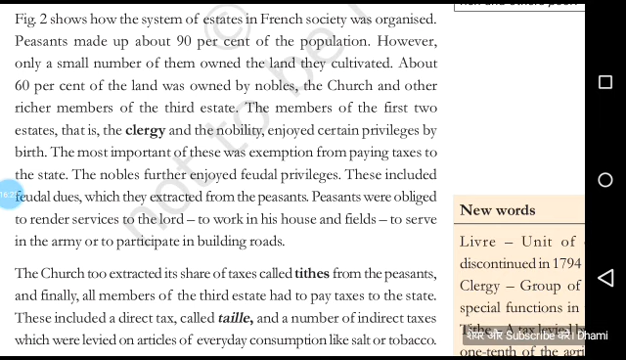 Fig. 2 shows how the system of estates in French society was organised.
Peasants made up about 90 per cent of the population. However,
only a small number of them owned the land they cultivated. About
60 per cent of the land was owned by nobles, the Church and other
richer members of the third estate. The members of the first two
estates, that is, the clergy and the nobility, enjoyed certain privileges by
birth. The most important of these was exemption from paying taxes to
the state. The nobles further enjoyed feudal privileges. These included
feudal dues, which they extracted from the peasants. Peasants were obliged
to render services to the lord – to work in his house and fields – to serve
in the army or to participate in building roads.
The Church too extracted its share of taxes called tithes from the peasants,
and finally, all members of the third estate had to pay taxes to the state.
These included a direct tax, called taille, and a number of indirect taxes
which were levied on articles of everyday consumption like salt or tobacco.
New words
Livre – Unit of
discontinued in 1794
Clergy – Group of
special functions in
Tithe – A tax levied by
one-tenth of the agri
Subscribe करें। Dhami
not to be